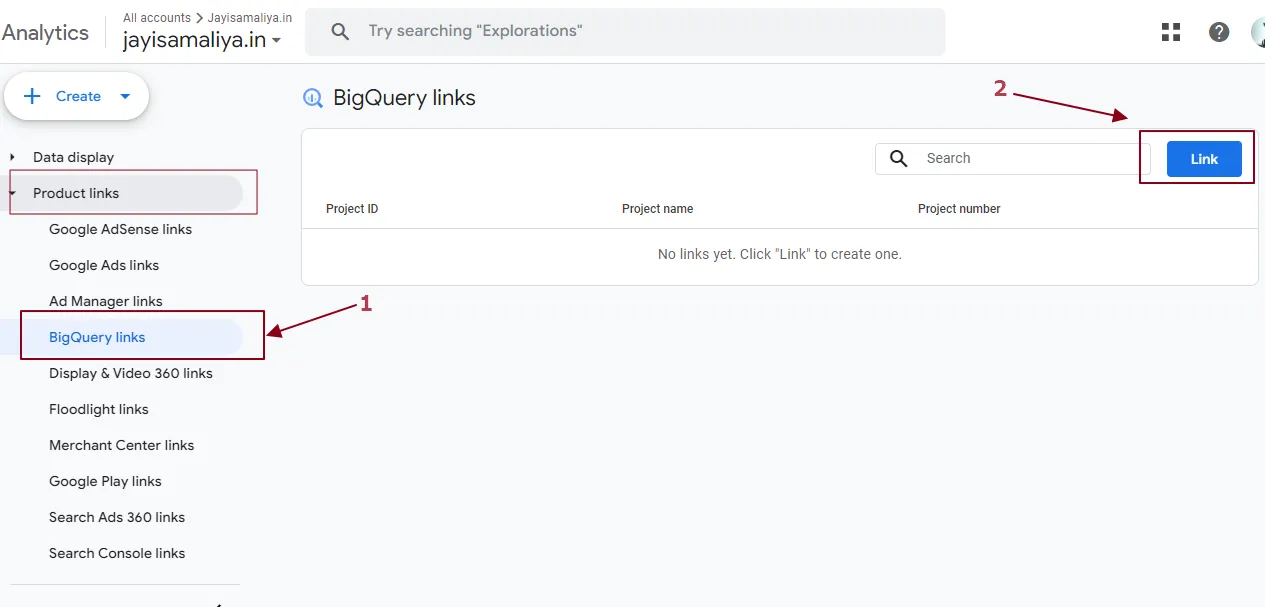 Analytics
All accounts > Jayisamaliya.in
jayisamaliya.in
Try searching "Explorations"
Create
Data display
Product links
Google AdSense links
Google Ads links
Ad Manager links
BigQuery links
Display & Video 360 links
Floodlight links
Merchant Center links
Google Play links
Search Ads 360 links
Search Console links
1
BigQuery links
2
Search
Link
Project ID Project name Project number
No links yet. Click "Link" to create one.